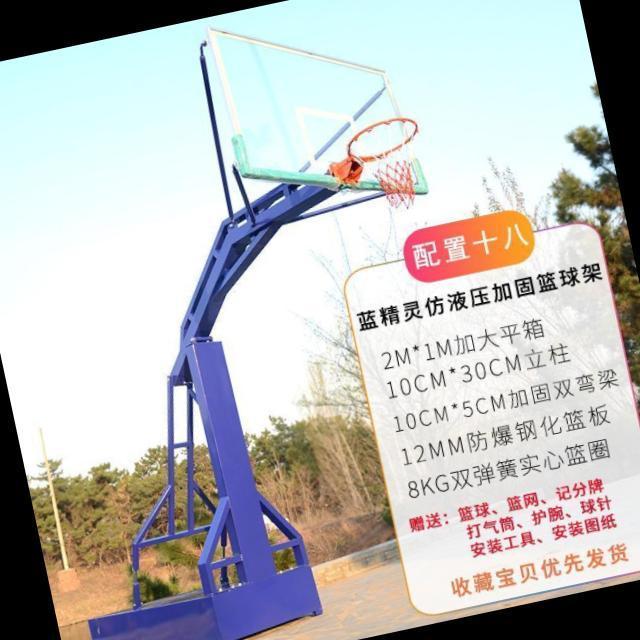 配置十八
蓝精灵仿液压加固篮球架
2M*1M加大平箱
10CM*30CM立柱
10CM*5CM加固双弯梁
12MM防爆钢化篮板
8KG双弹簧实心篮圈
赠送：篮球、篮网、记分牌
打气筒、护腕、球针
安装工具、安装图纸
收藏宝贝优先发货